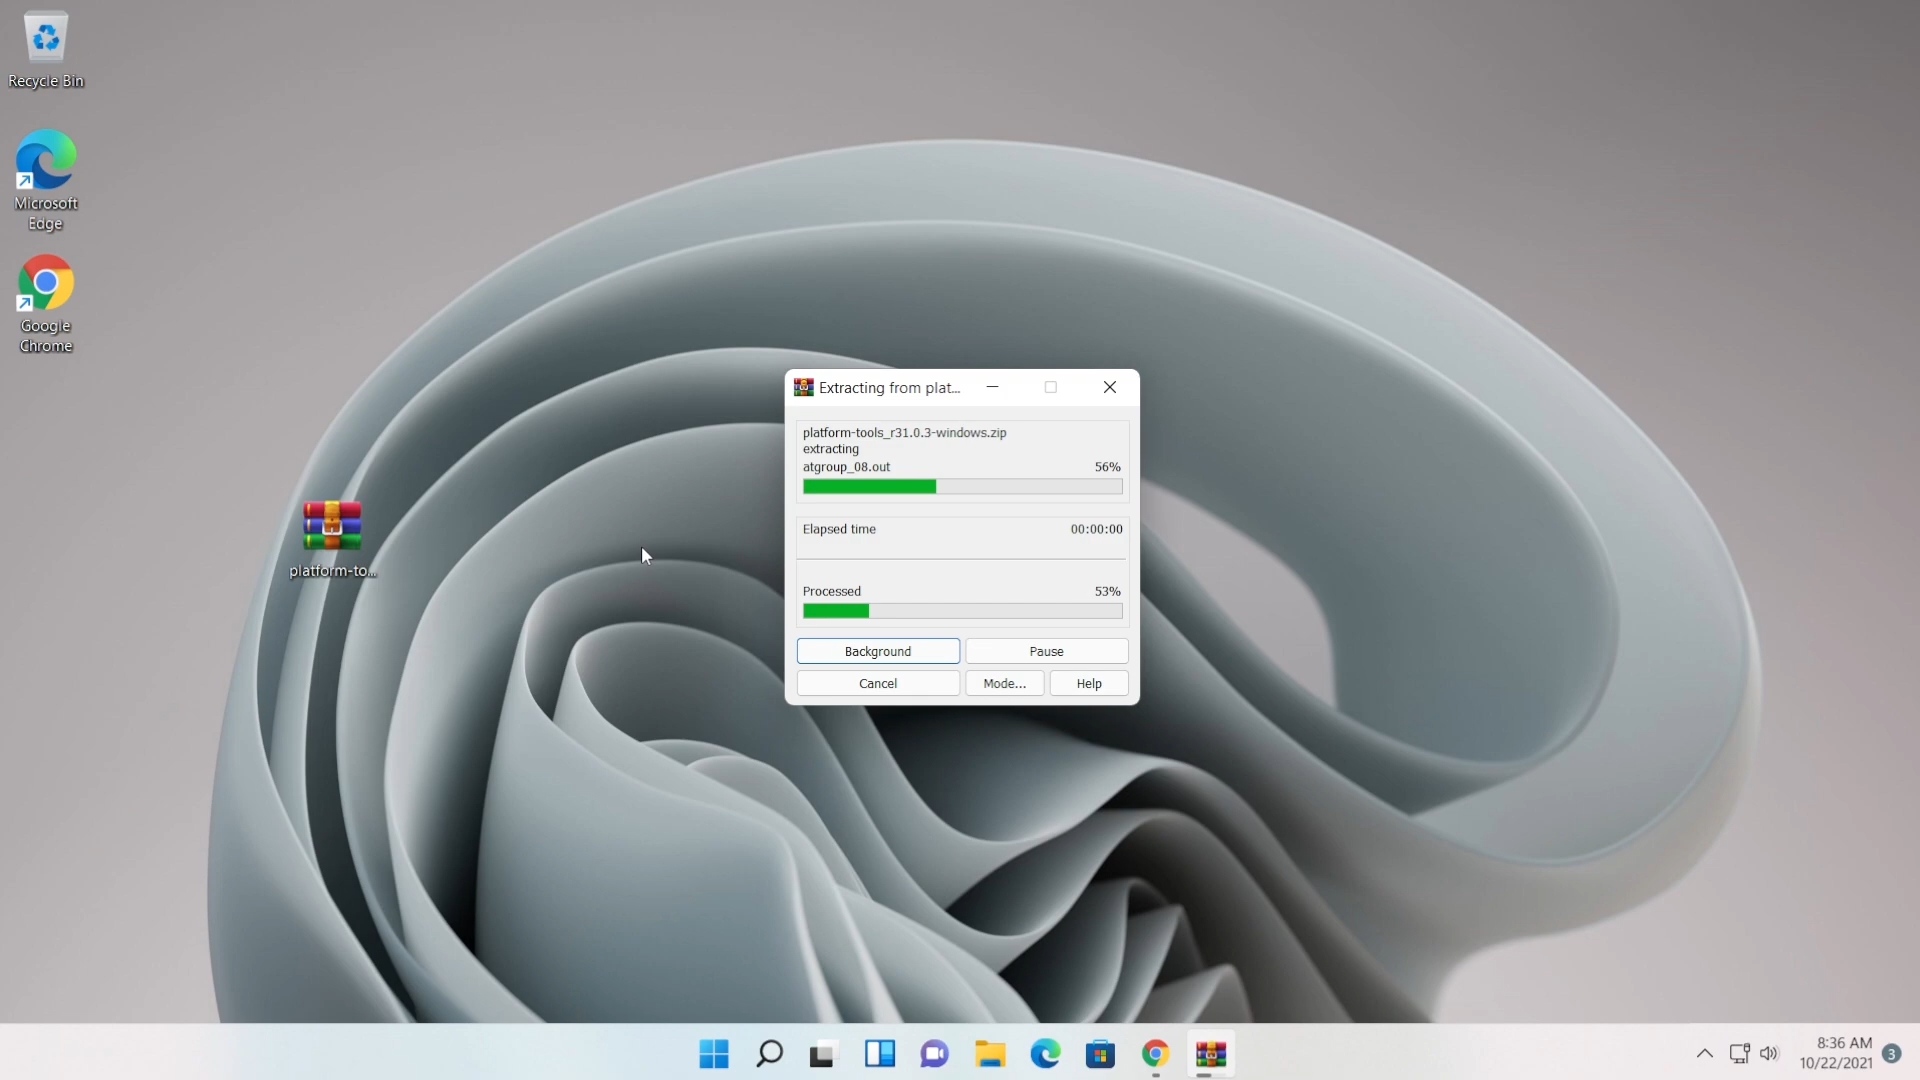 Recycle Bin
Microsoft
Edge
Google
Chrome
platform-to...
Extracting from plat...
platform-tools_r31.0.3-windows.zip
extracting
atgroup_08.out 56%
Elapsed time 00:00:00
Processed 53%
Background Pause
Cancel Mode... Help
8:36 AM
10/22/2021 3